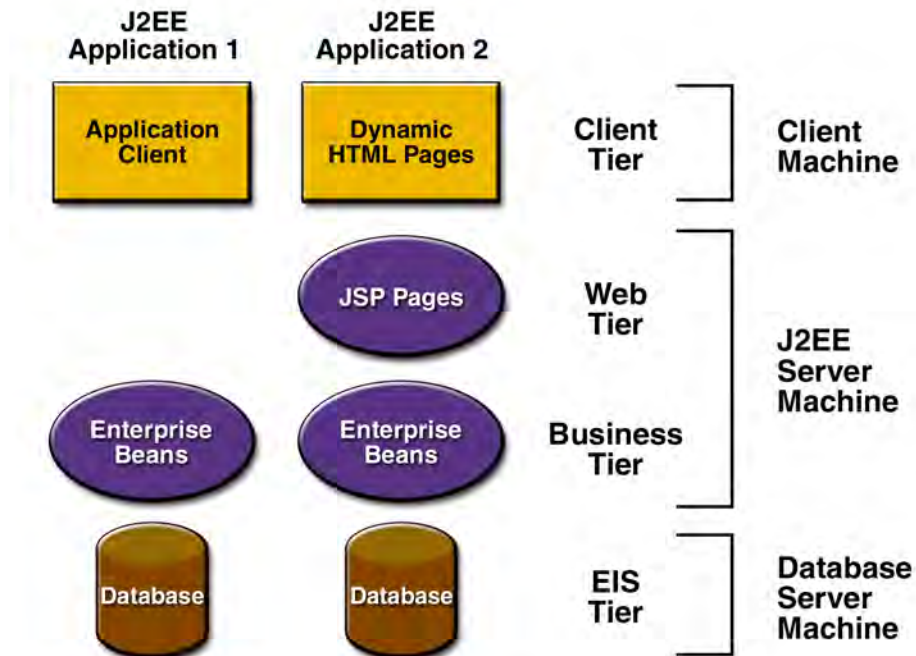 J2EE
Application 1
J2EE
Application 2
Application
Client
Dynamic
HTML Pages
Client
Tier
Client
Machine
JSP Pages
Web
Tier
J2EE
Server
Machine
Enterprise
Beans
Enterprise
Beans
Business
Tier
Database
Database
EIS
Tier
Database
Server
Machine